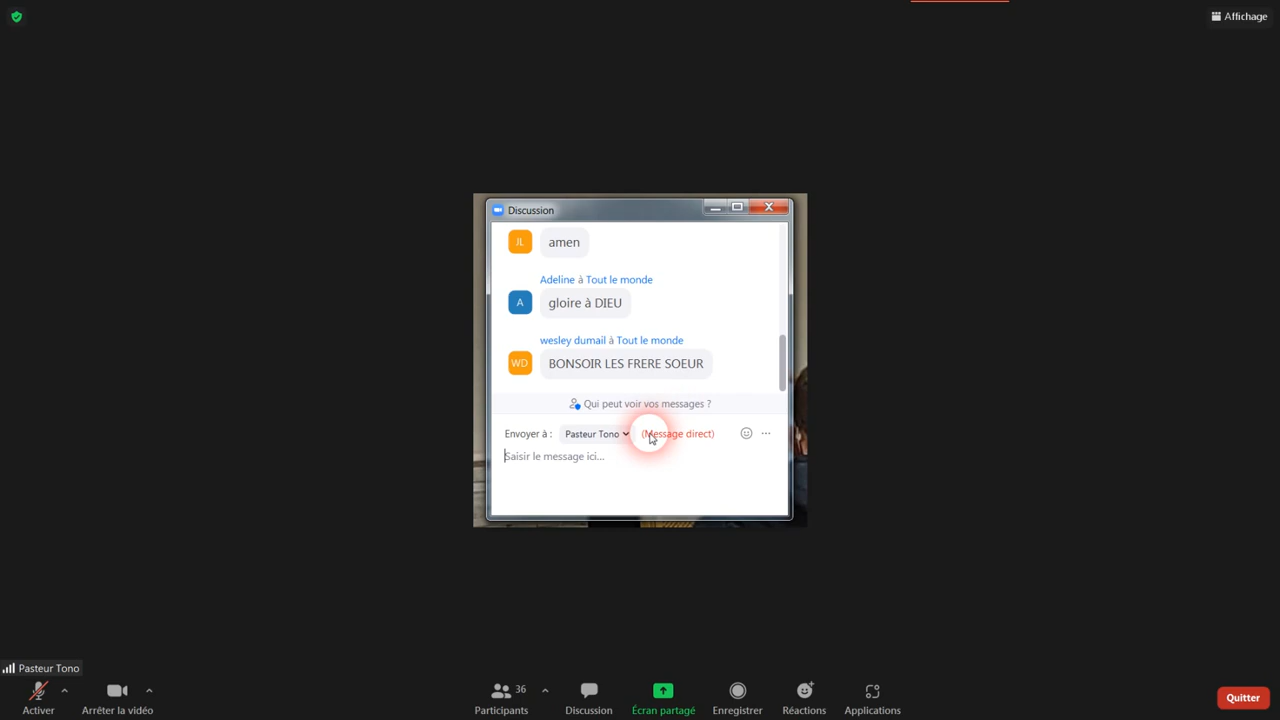 Affichage
Discussion
JL
amen
Adeline à Tout le monde
A
gloire à DIEU
wesley dumail à Tout le monde
WD
BONSOIR LES FRERE SOEUR
Qui peut voir vos messages ?
Envoyer à : Pasteur Tono (Message direct)
Saisir le message ici...
Pasteur Tono
36
Activer Arrêter la vidéo Participants Discussion Écran partagé Enregistrer Réactions Applications Quitter